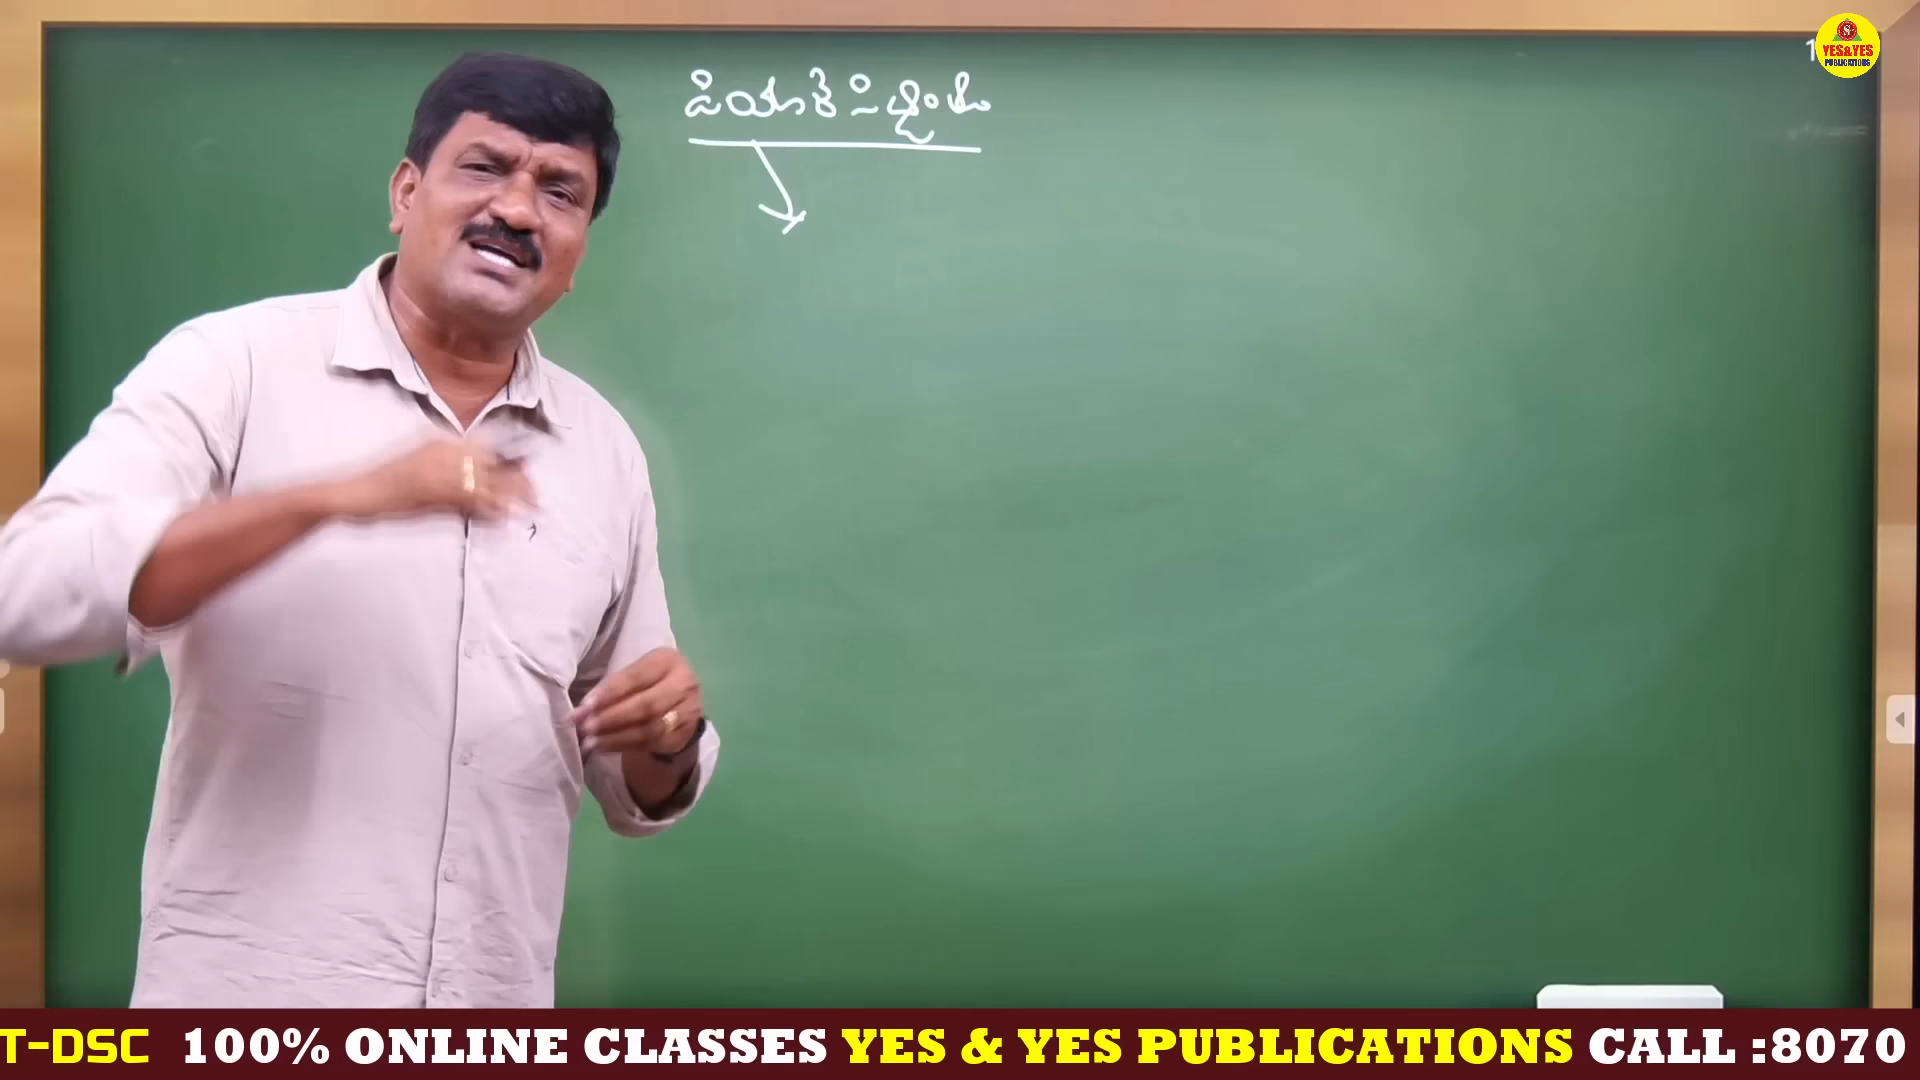 పియాజె సిద్ధాంతం
YES&YES
PUBLICATIONS
T-DSC 100% ONLINE CLASSES YES & YES PUBLICATIONS CALL :8070